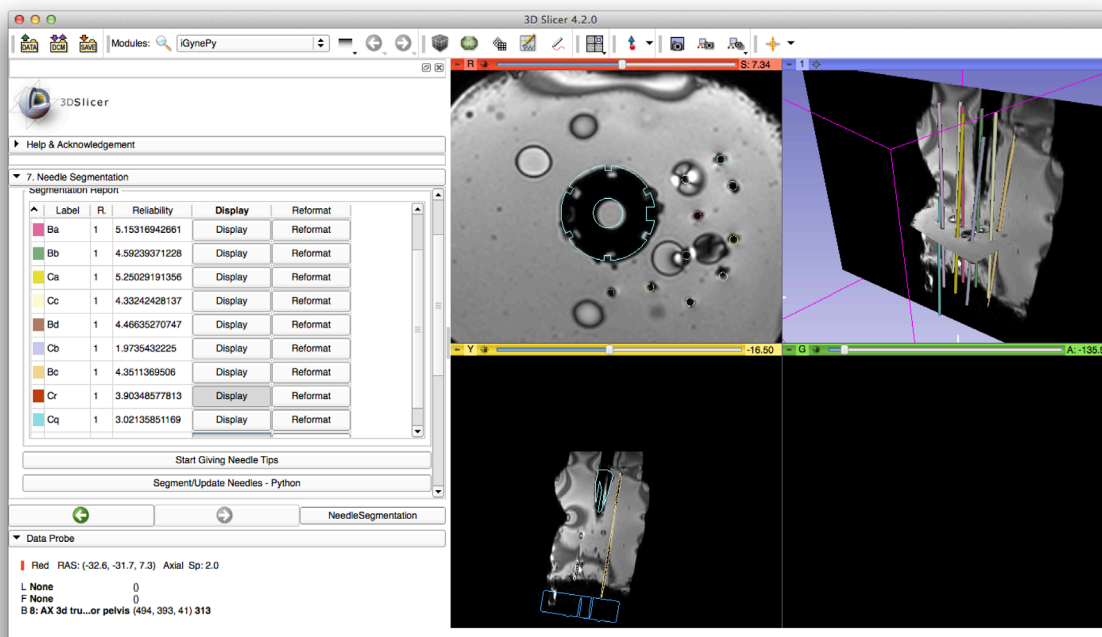 3D Slicer 4.2.0
DATA DCM SAVE Modules: iGynePy
3DSlicer
Help & Acknowledgement
7. Needle Segmentation
Segmentation Report
Label R. Reliability Display Reformat
Ba 1 5.15316942661 Display Reformat
Bb 1 4.59239371228 Display Reformat
Ca 1 5.25029191356 Display Reformat
Cc 1 4.33242428137 Display Reformat
Bd 1 4.46635270747 Display Reformat
Cb 1 1.9735432225 Display Reformat
Bc 1 4.3511369506 Display Reformat
Cr 1 3.90348577813 Display Reformat
Cq 1 3.02135851169 Display Reformat
Start Giving Needle Tips
Segment/Update Needles - Python
NeedleSegmentation
Data Probe
Red RAS: (-32.6, -31.7, 7.3) Axial Sp: 2.0
L None ()
F None ()
B 8: AX 3d tru...or pelvis (494, 393, 41) 313
R S: 7.34
1
Y -16.50
G A: -135.9